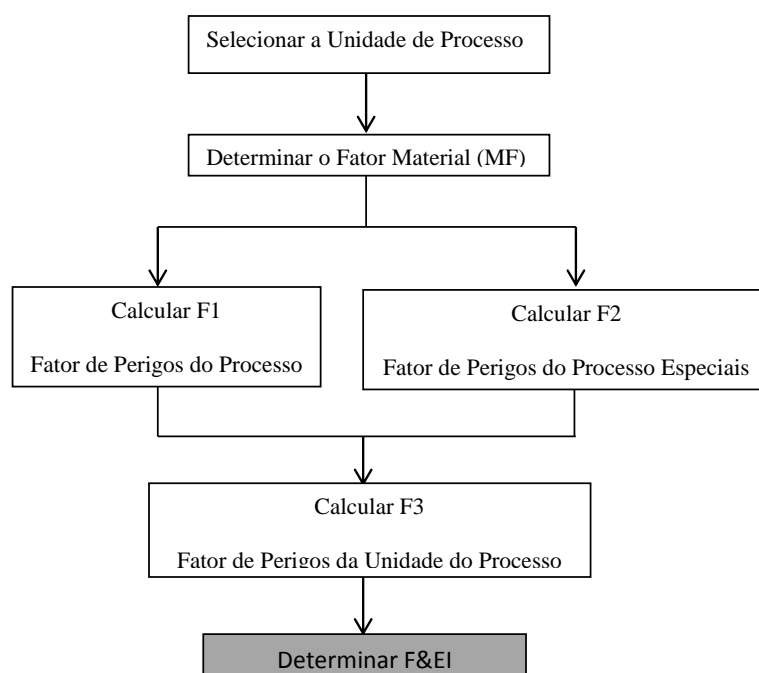 Selecionar a Unidade de Processo
Determinar o Fator Material (MF)
Calcular F1
Fator de Perigos do Processo
Calcular F2
Fator de Perigos do Processo Especiais
Calcular F3
Fator de Perigos da Unidade do Processo
Determinar F&EI